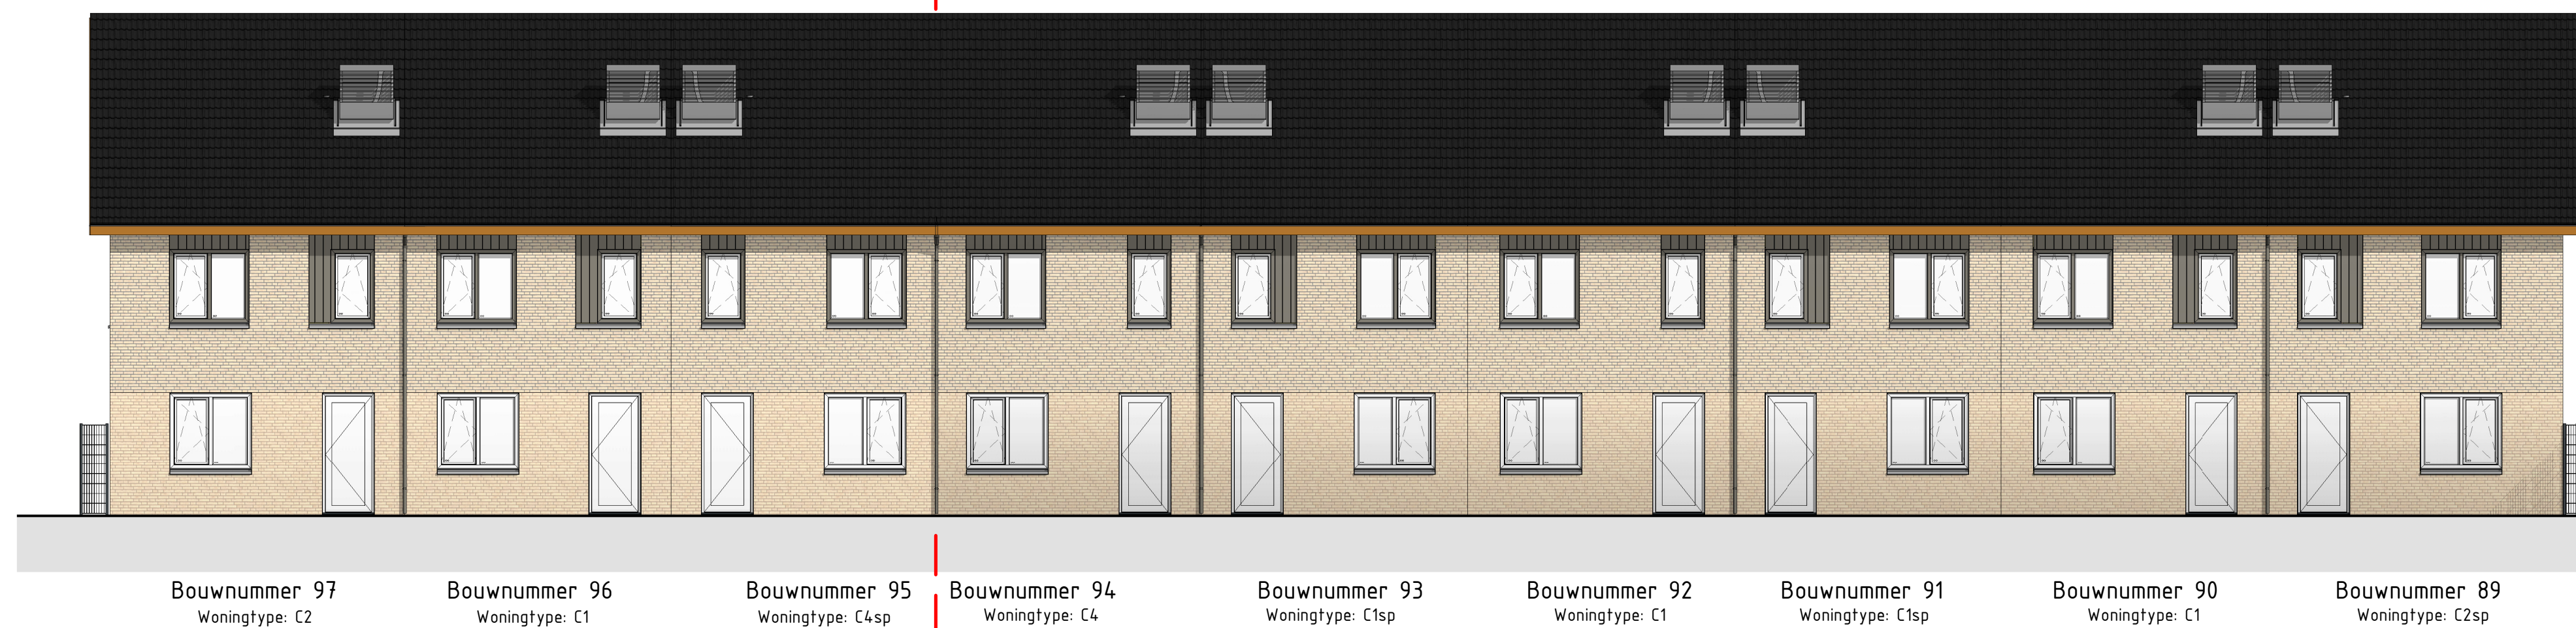 Bouwnummer 97
Woningtype: C2
Bouwnummer 96
Woningtype: C1
Bouwnummer 95
Woningtype: C4sp
Bouwnummer 94
Woningtype: C4
Bouwnummer 93
Woningtype: C1sp
Bouwnummer 92
Woningtype: C1
Bouwnummer 91
Woningtype: C1sp
Bouwnummer 90
Woningtype: C1
Bouwnummer 89
Woningtype: C2sp